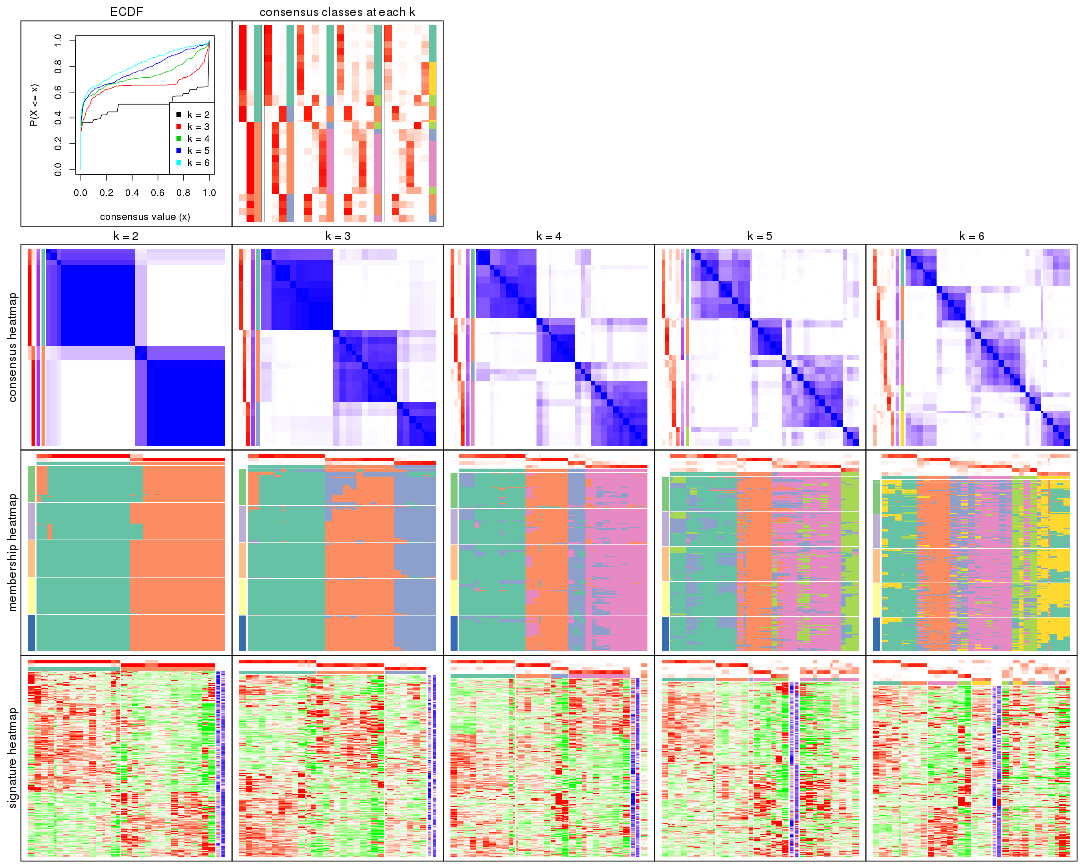 ECDF
consensus classes at each k
P(X <= x)
0.0 0.2 0.4 0.6 0.8 1.0
k = 2
k = 3
k = 4
k = 5
k = 6
0.0 0.2 0.4 0.6 0.8 1.0
consensus value (x)
k = 2
k = 3
k = 4
k = 5
k = 6
consensus heatmap
membership heatmap
signature heatmap